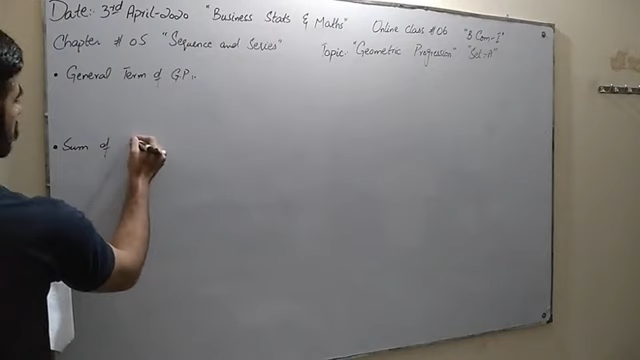 Date:- 3rd April-2020 "Business Stats & Maths" Online class # 06 "B Com-I"
Chapter # 05 "Sequence and Series" Topic:- "Geometric Progression" "Set-A"
• General Term of G.P:-
• Sum of